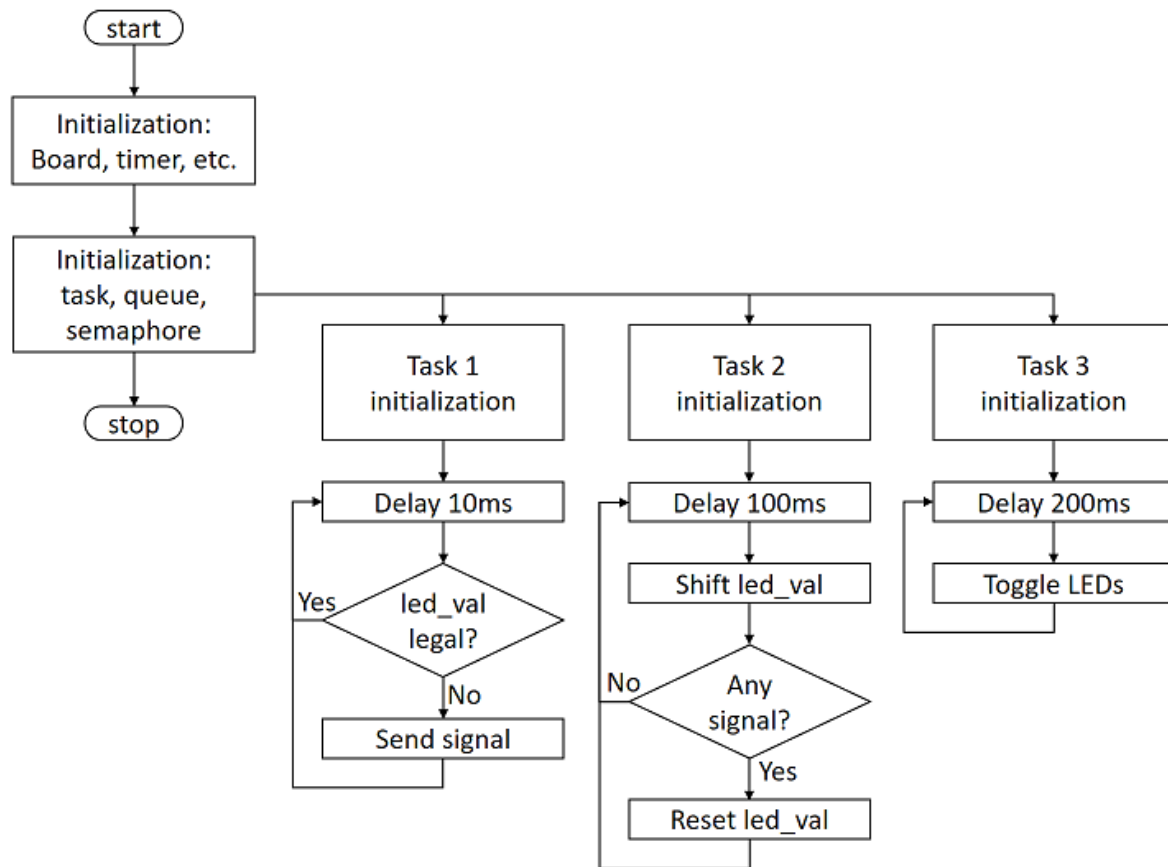 start
Initialization:
Board, timer, etc.
Initialization:
task, queue,
semaphore
stop
Task 1
initialization
Delay 10ms
Yes
led_val
legal?
No
Send signal
Task 2
initialization
Delay 100ms
Shift led_val
No
Any
signal?
Yes
Reset led_val
Task 3
initialization
Delay 200ms
Toggle LEDs